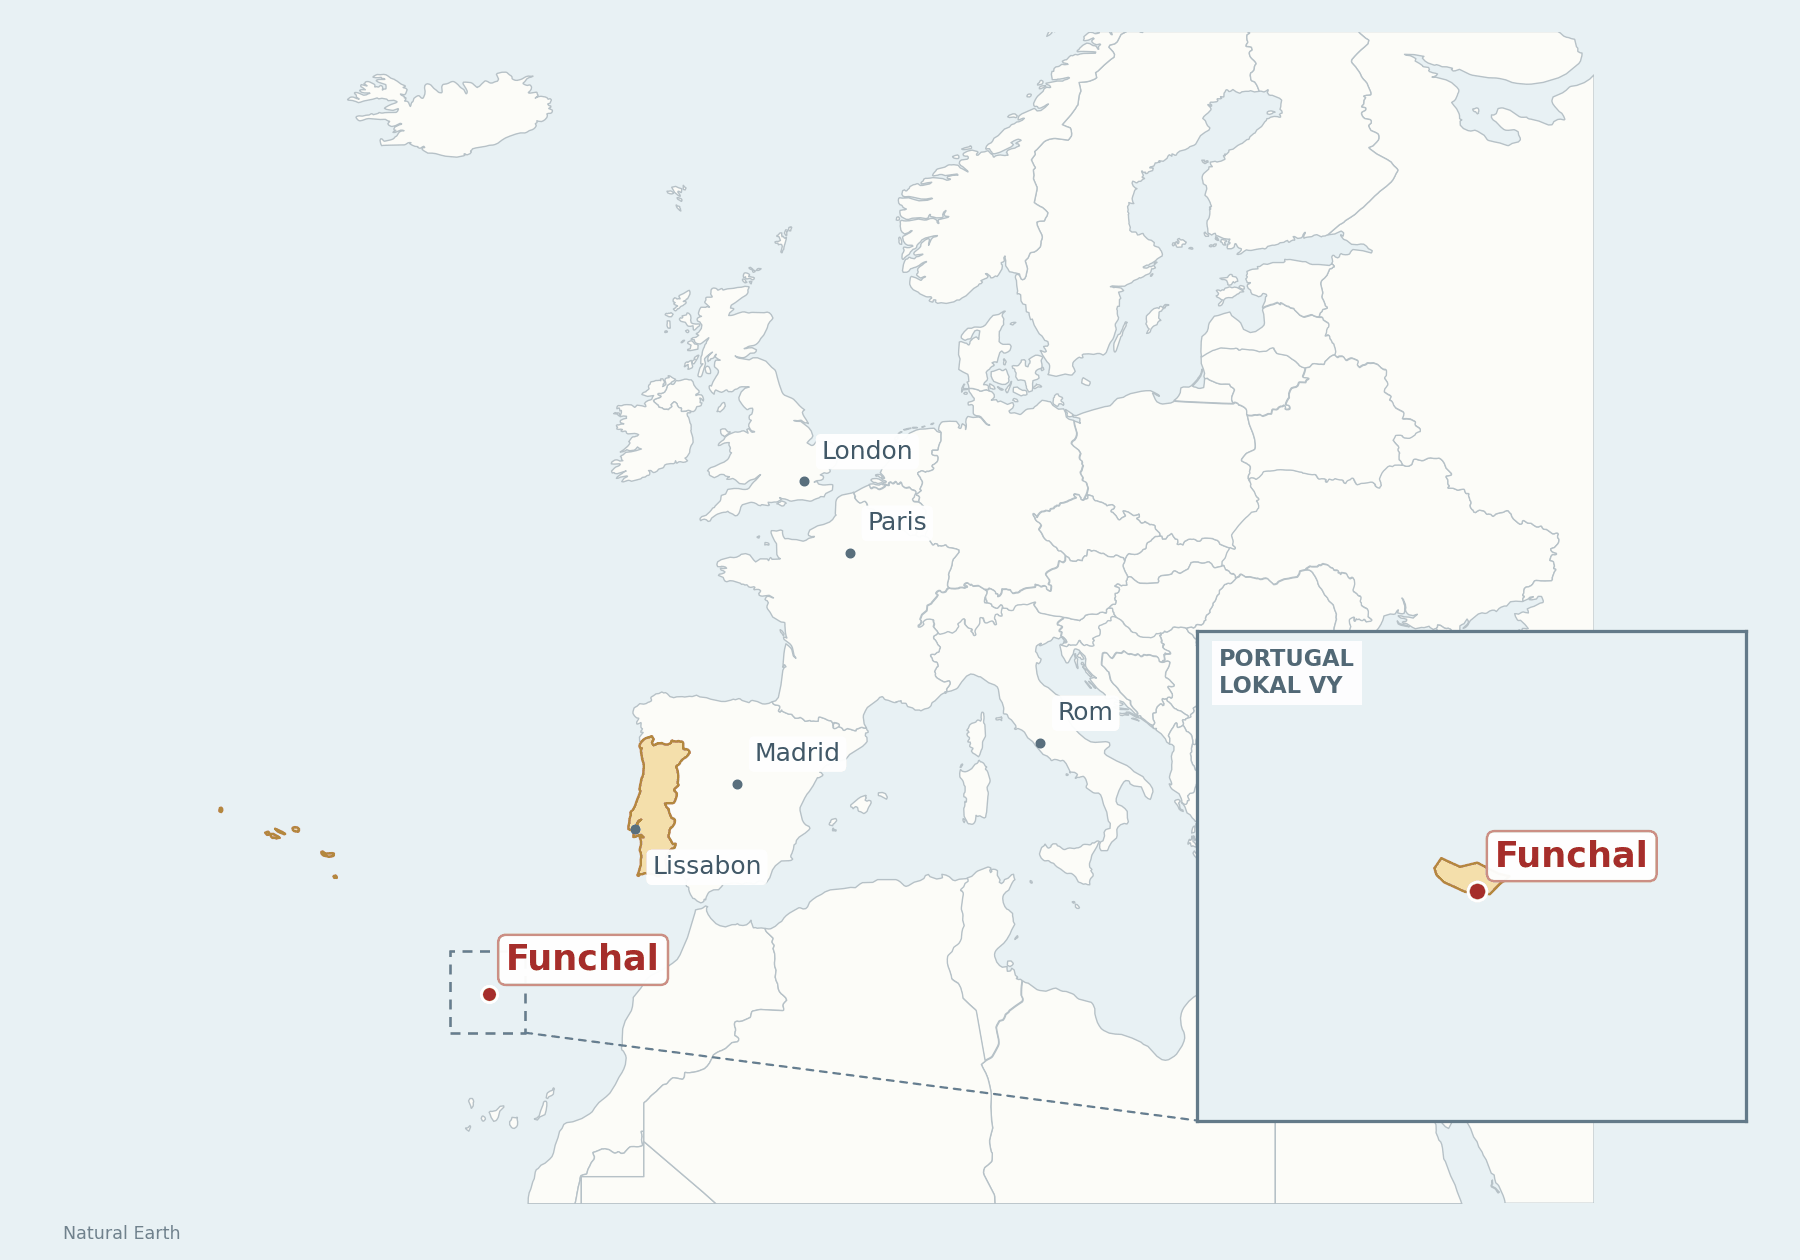 London
Paris
PORTUGAL
LOKAL VY
Rom
Madrid
Funchal
Lissabon
Funchal
Natural Earth